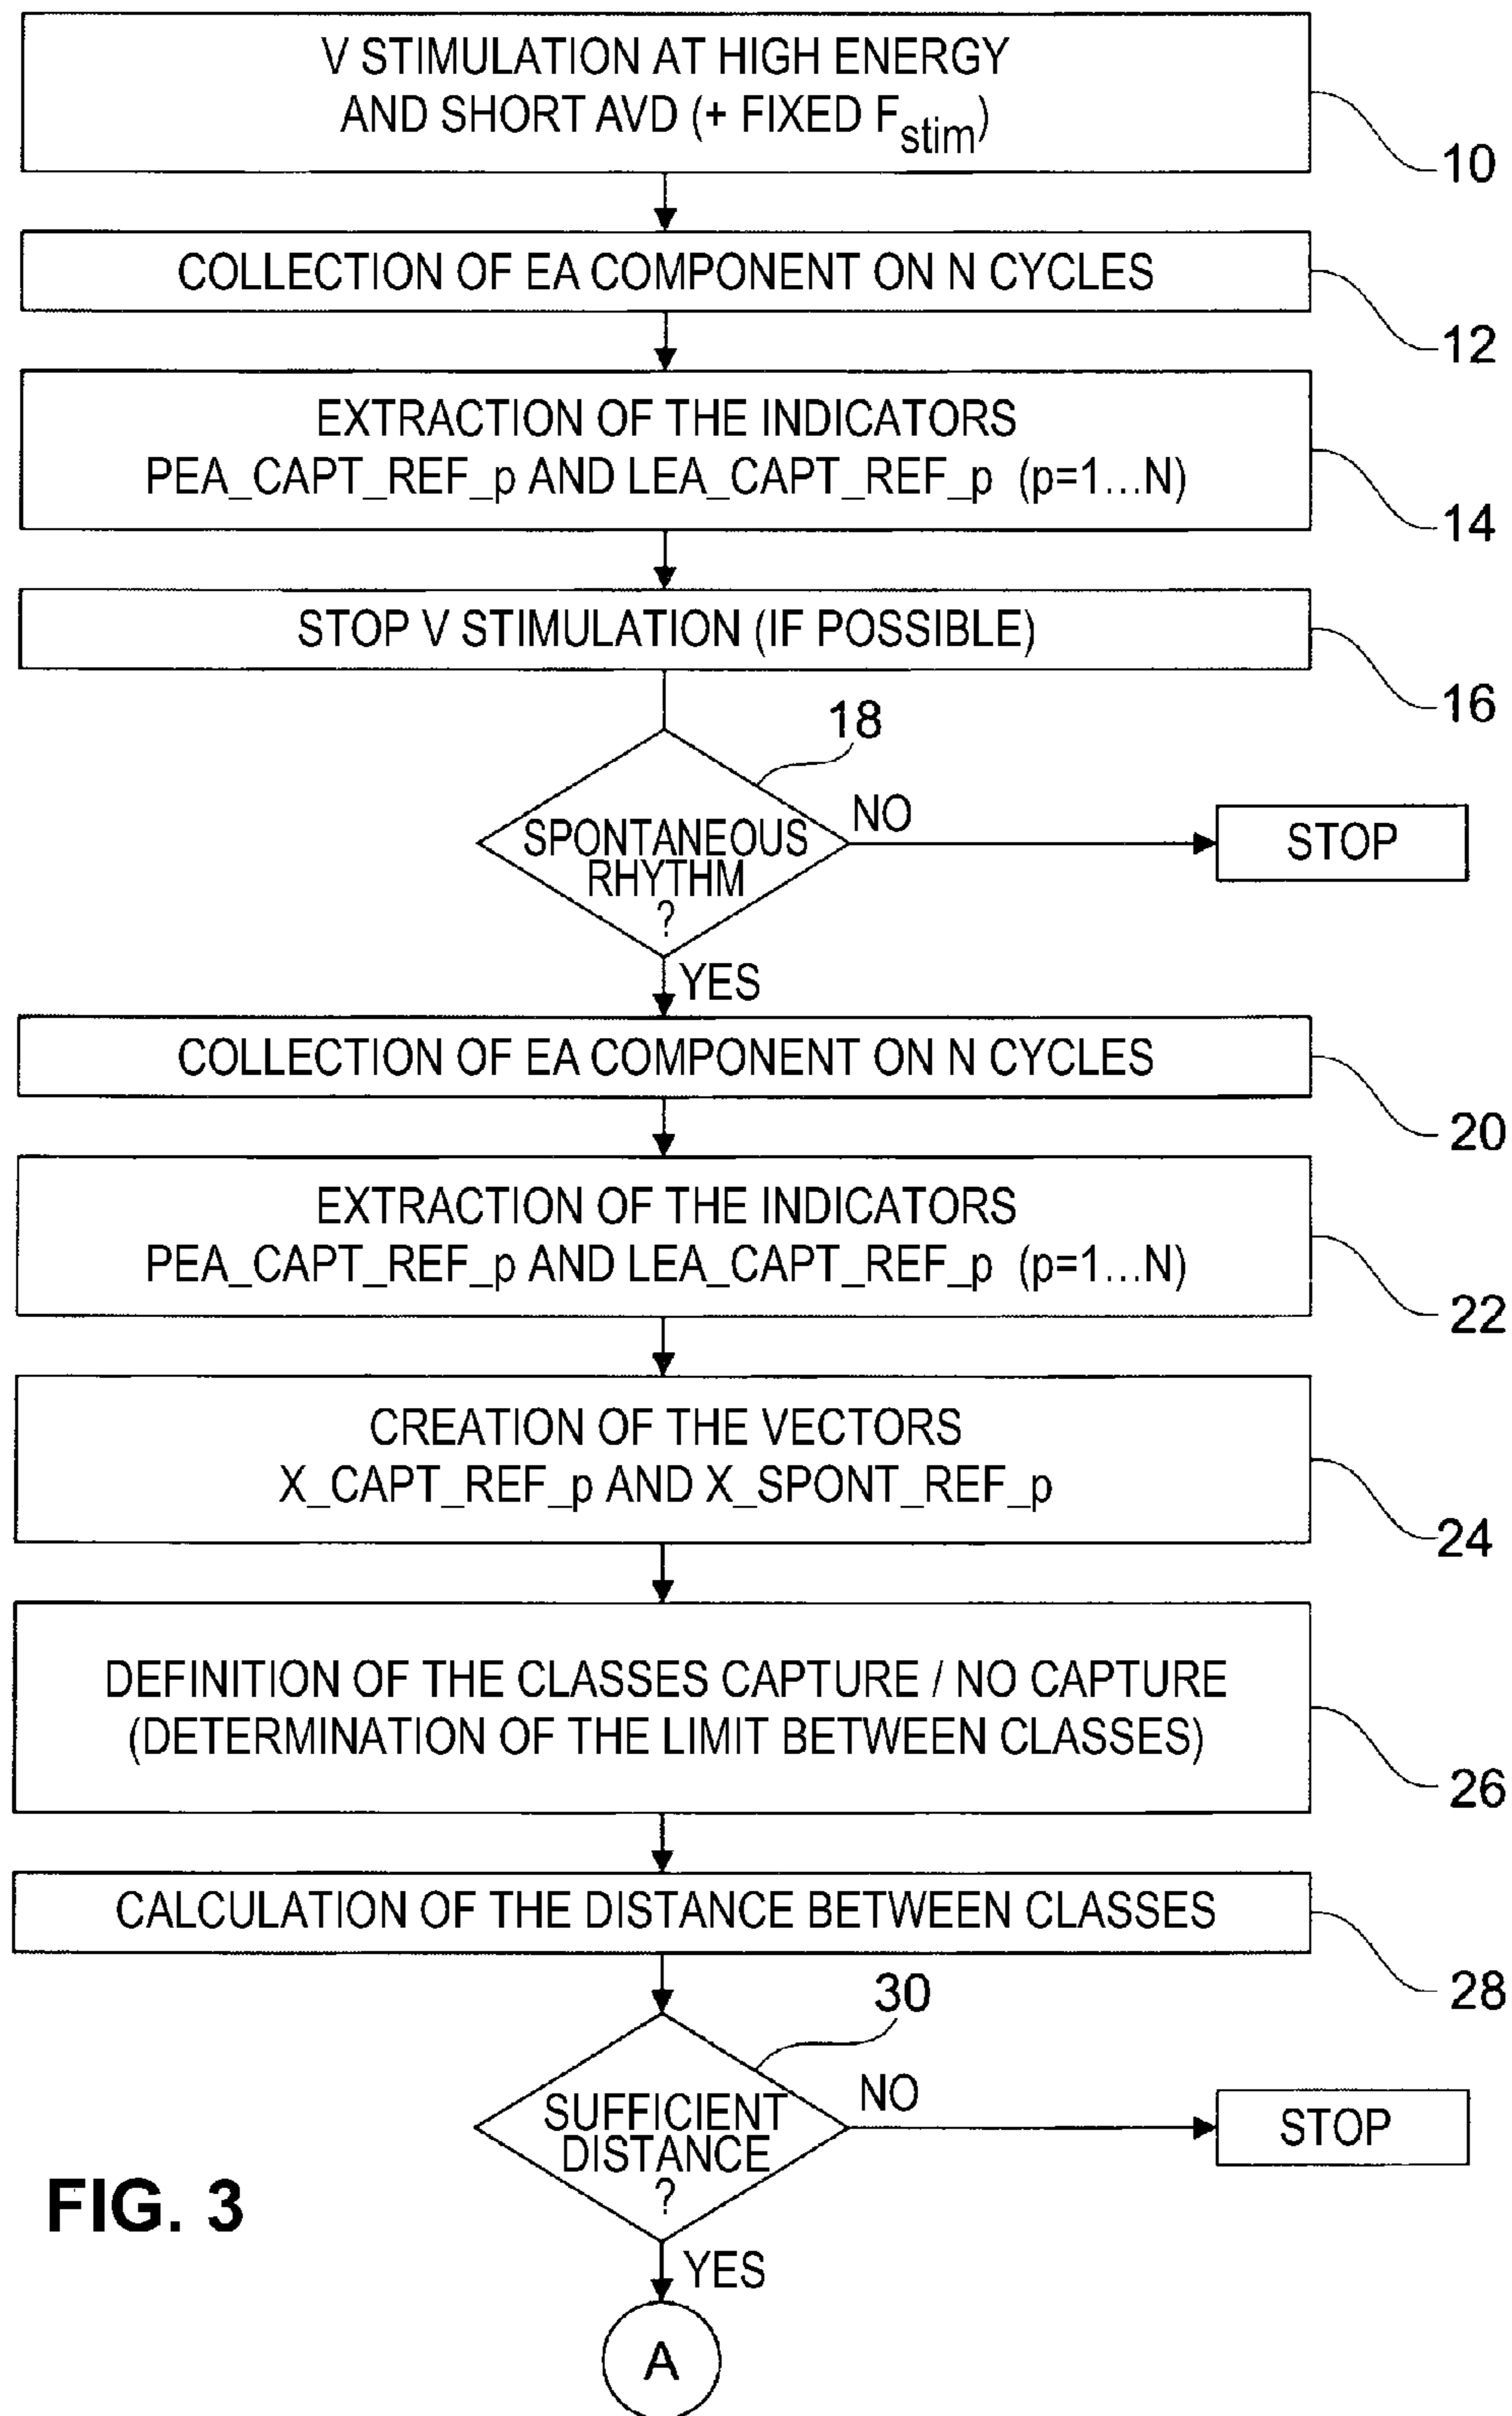 V STIMULATION AT HIGH ENERGY
AND SHORT AVD (+ FIXED Fstim)
10
COLLECTION OF EA COMPONENT ON N CYCLES
12
EXTRACTION OF THE INDICATORS
PEA_CAPT_REF_p AND LEA_CAPT_REF_p (p=1...N)
14
STOP V STIMULATION (IF POSSIBLE)
16
18
SPONTANEOUS
RHYTHM
?
NO
STOP
YES
COLLECTION OF EA COMPONENT ON N CYCLES
20
EXTRACTION OF THE INDICATORS
PEA_CAPT_REF_p AND LEA_CAPT_REF_p (p=1...N)
22
CREATION OF THE VECTORS
X_CAPT_REF_p AND X_SPONT_REF_p
24
DEFINITION OF THE CLASSES CAPTURE / NO CAPTURE
(DETERMINATION OF THE LIMIT BETWEEN CLASSES)
26
CALCULATION OF THE DISTANCE BETWEEN CLASSES
28
30
SUFFICIENT
DISTANCE
?
NO
STOP
FIG. 3
YES
A